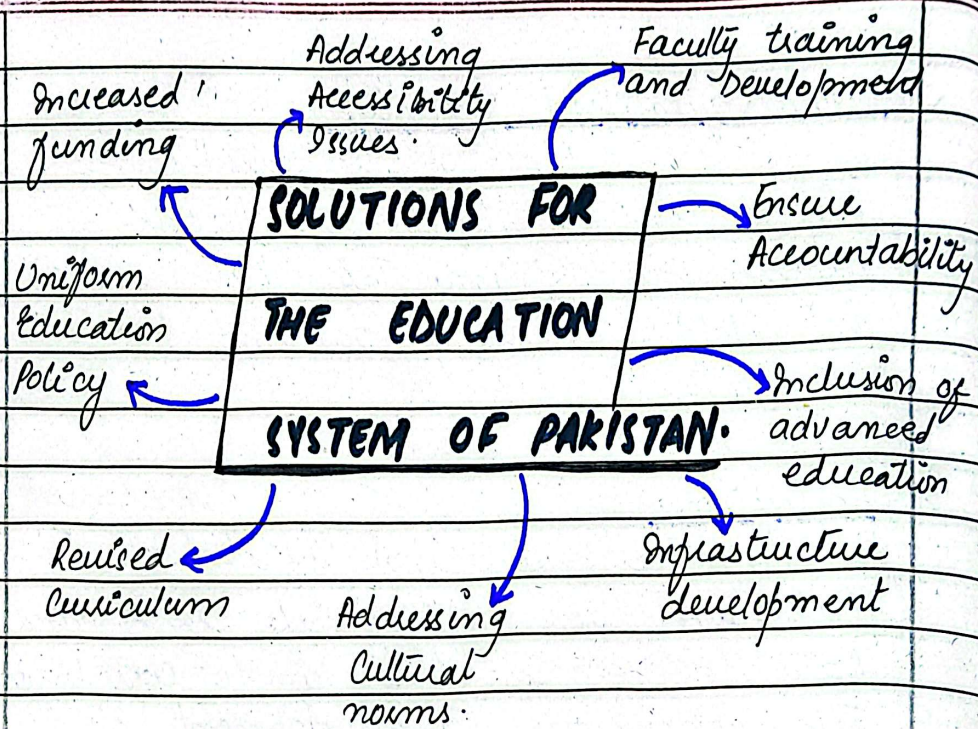 Addressing
Accessibility
Issues.
Faculty training
and Development
Increased
funding
SOLUTIONS FOR
THE EDUCATION
SYSTEM OF PAKISTAN.
Ensure
Accountability
Uniform
Education
Policy
Inclusion of
advanced
education
Revised
Curriculum
Addressing
Cultural
norms.
Infrastructure
development